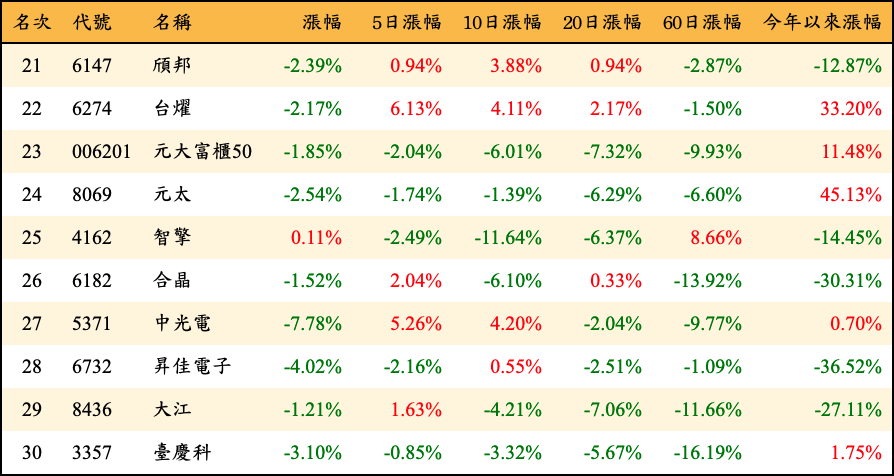 名次 代號 名稱 漲幅 5日漲幅 10日漲幅 20日漲幅 60日漲幅 今年以來漲幅
21 6147 頎邦 -2.39% 0.94% 3.88% 0.94% -2.87% -12.87%
22 6274 台燿 -2.17% 6.13% 4.11% 2.17% -1.50% 33.20%
23 006201 元大富櫃50 -1.85% -2.04% -6.01% -7.32% -9.93% 11.48%
24 8069 元太 -2.54% -1.74% -1.39% -6.29% -6.60% 45.13%
25 4162 智擎 0.11% -2.49% -11.64% -6.37% 8.66% -14.45%
26 6182 合晶 -1.52% 2.04% -6.10% 0.33% -13.92% -30.31%
27 5371 中光電 -7.78% 5.26% 4.20% -2.04% -9.77% 0.70%
28 6732 昇佳電子 -4.02% -2.16% 0.55% -2.51% -1.09% -36.52%
29 8436 大江 -1.21% 1.63% -4.21% -7.06% -11.66% -27.11%
30 3357 臺慶科 -3.10% -0.85% -3.32% -5.67% -16.19% 1.75%